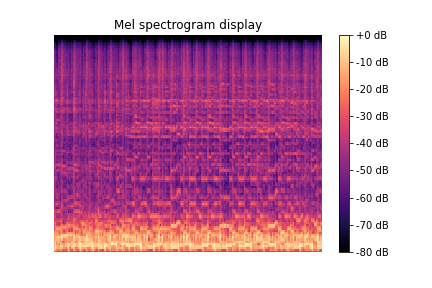 Mel spectrogram display
+0 dB
-10 dB
-20 dB
-30 dB
-40 dB
-50 dB
-60 dB
-70 dB
-80 dB